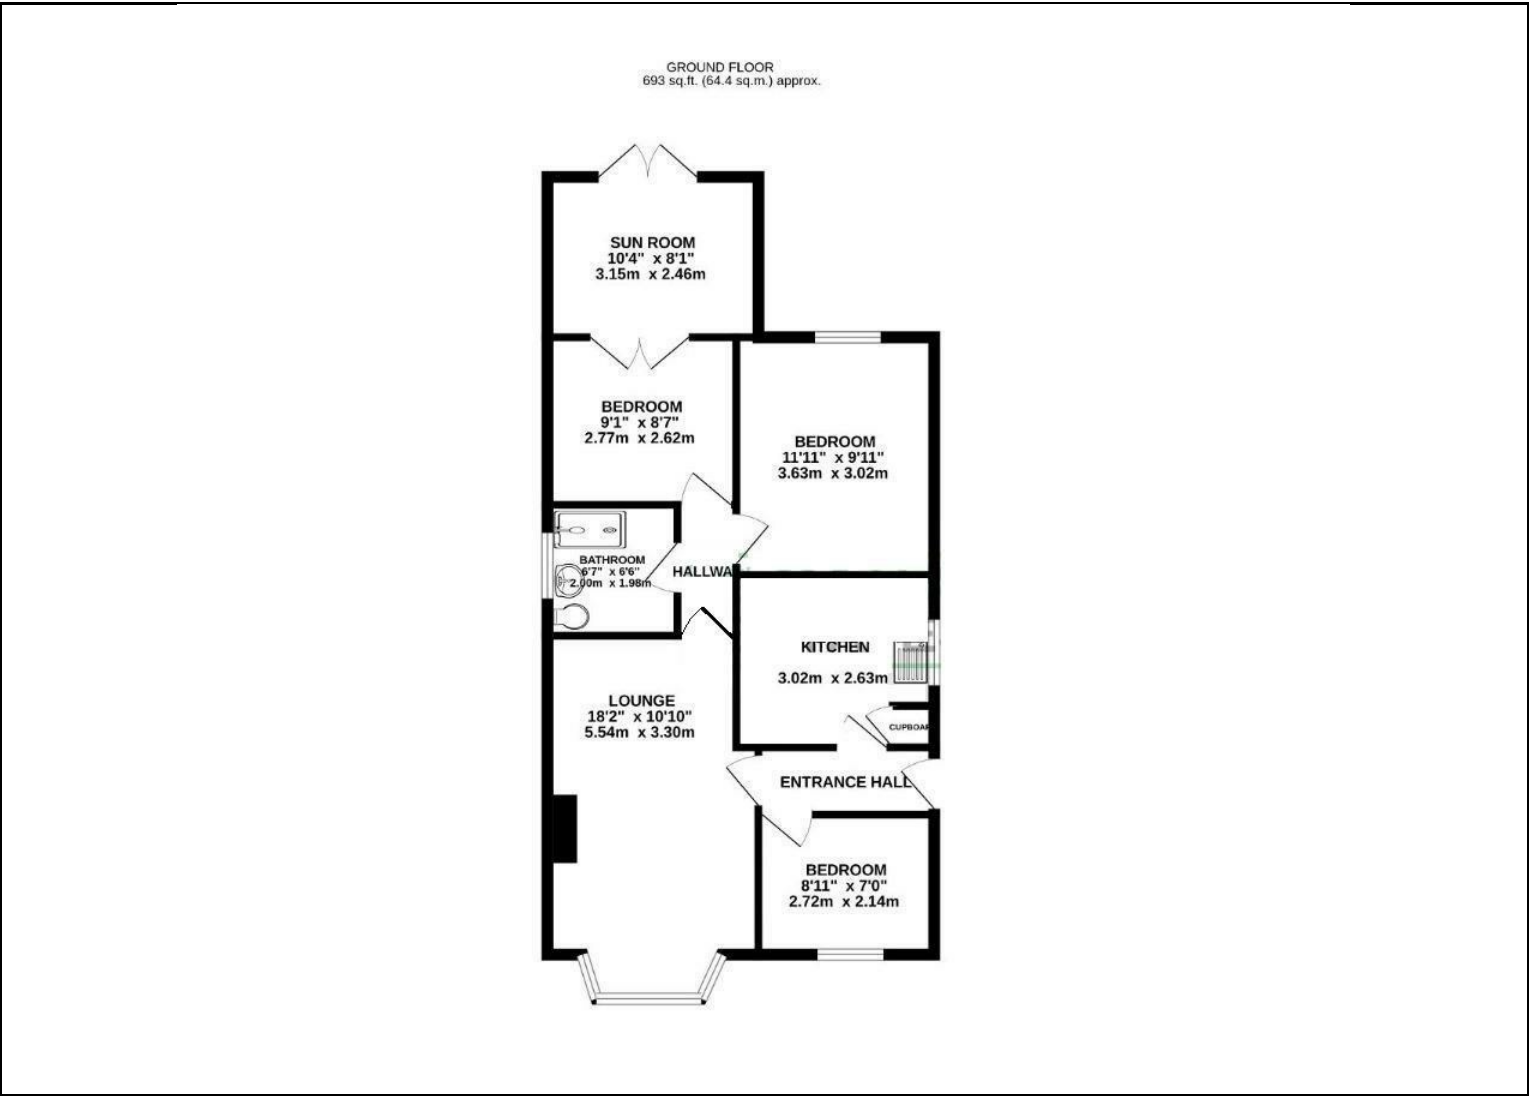 GROUND FLOOR
693 sq.ft. (64.4 sq.m.) approx.
SUN ROOM
10'4" x 8'1"
3.15m x 2.46m
BEDROOM
9'1" x 8'7"
2.77m x 2.62m
BEDROOM
11'11" x 9'11"
3.63m x 3.02m
BATHROOM
6'7" x 6'6"
2.00m x 1.98m
HALLWA
KITCHEN
3.02m x 2.63m
LOUNGE
18'2" x 10'10"
5.54m x 3.30m
CUPBOAR
ENTRANCE HALL
BEDROOM
8'11" x 7'0"
2.72m x 2.14m